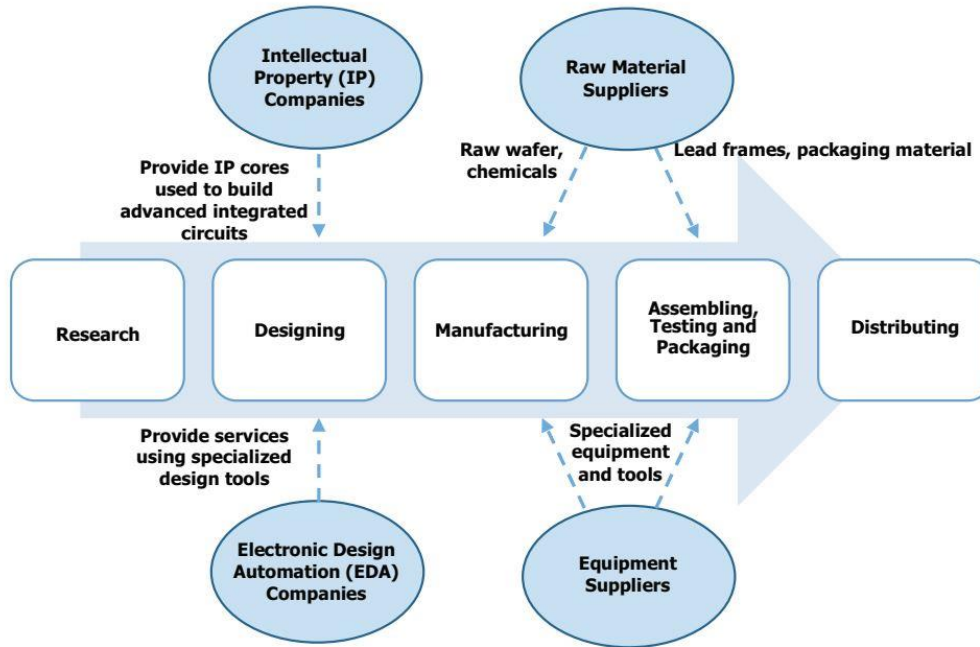 Intellectual
Property (IP)
Companies
Raw Material
Suppliers
Provide IP cores
used to build
advanced integrated
circuits
Raw wafer,
chemicals
Lead frames, packaging material
Research
Designing
Manufacturing
Assembling,
Testing and
Packaging
Distributing
Provide services
using specialized
design tools
Specialized
equipment
and tools
Electronic Design
Automation (EDA)
Companies
Equipment
Suppliers